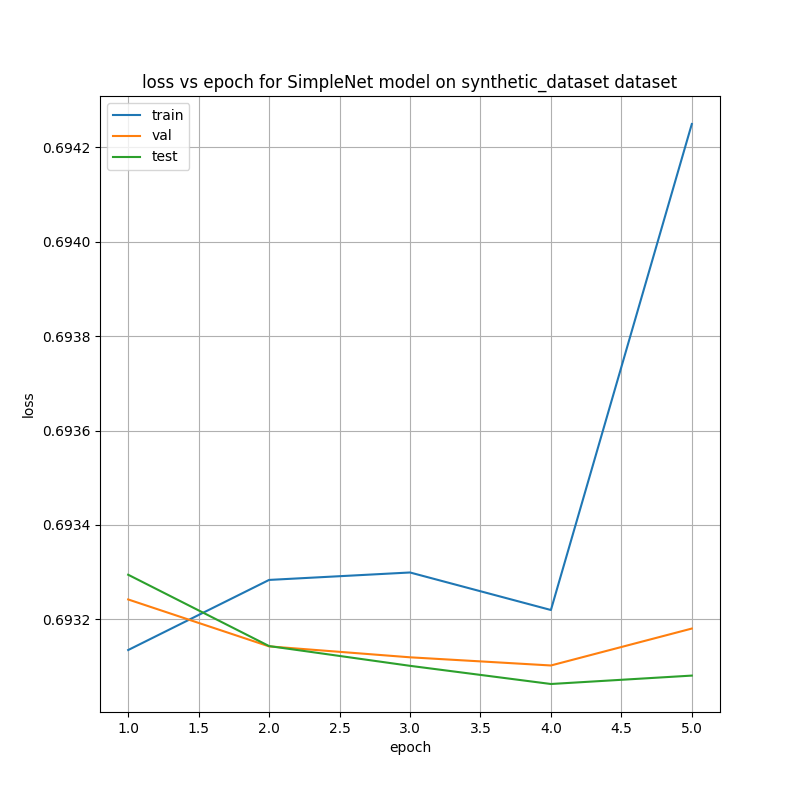 loss vs epoch for SimpleNet model on synthetic_dataset dataset
train
val
test
0.6942
0.6940
0.6938
0.6936
0.6934
0.6932
loss
1.0 1.5 2.0 2.5 3.0 3.5 4.0 4.5 5.0
epoch